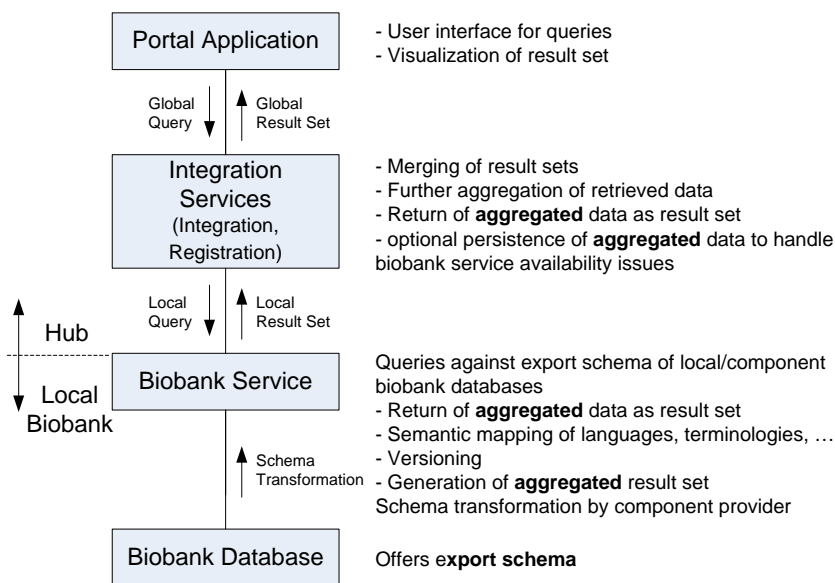 Portal Application
- User interface for queries
- Visualization of result set
Global
Query
Global
Result Set
Integration
Services
(Integration,
Registration)
- Merging of result sets
- Further aggregation of retrieved data
- Return of aggregated data as result set
- optional persistence of aggregated data to handle
biobank service availability issues
Local
Query
Local
Result Set
Hub
Local
Biobank
Biobank Service
Queries against export schema of local/component
biobank databases
- Return of aggregated data as result set
- Semantic mapping of languages, terminologies, …
- Versioning
- Generation of aggregated result set
Schema transformation by component provider
Schema
Transformation
Biobank Database
Offers export schema